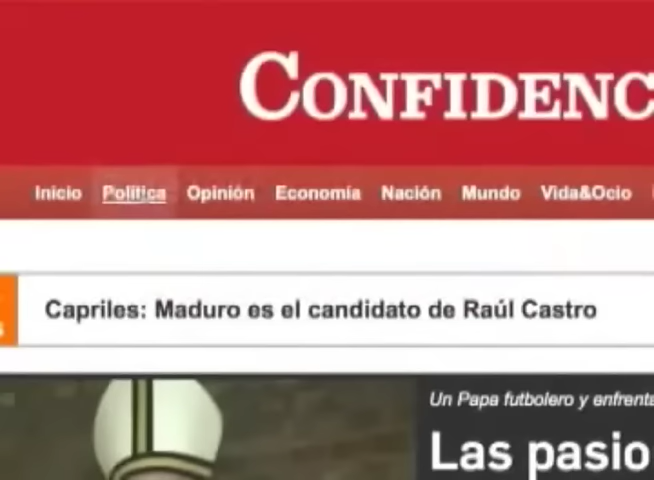 CONFIDENC
Inicio Política Opinión Economía Nación Mundo Vida&Ocio
Capriles: Maduro es el candidato de Raúl Castro
Un Papa futbolero y enfrenta
Las pasio